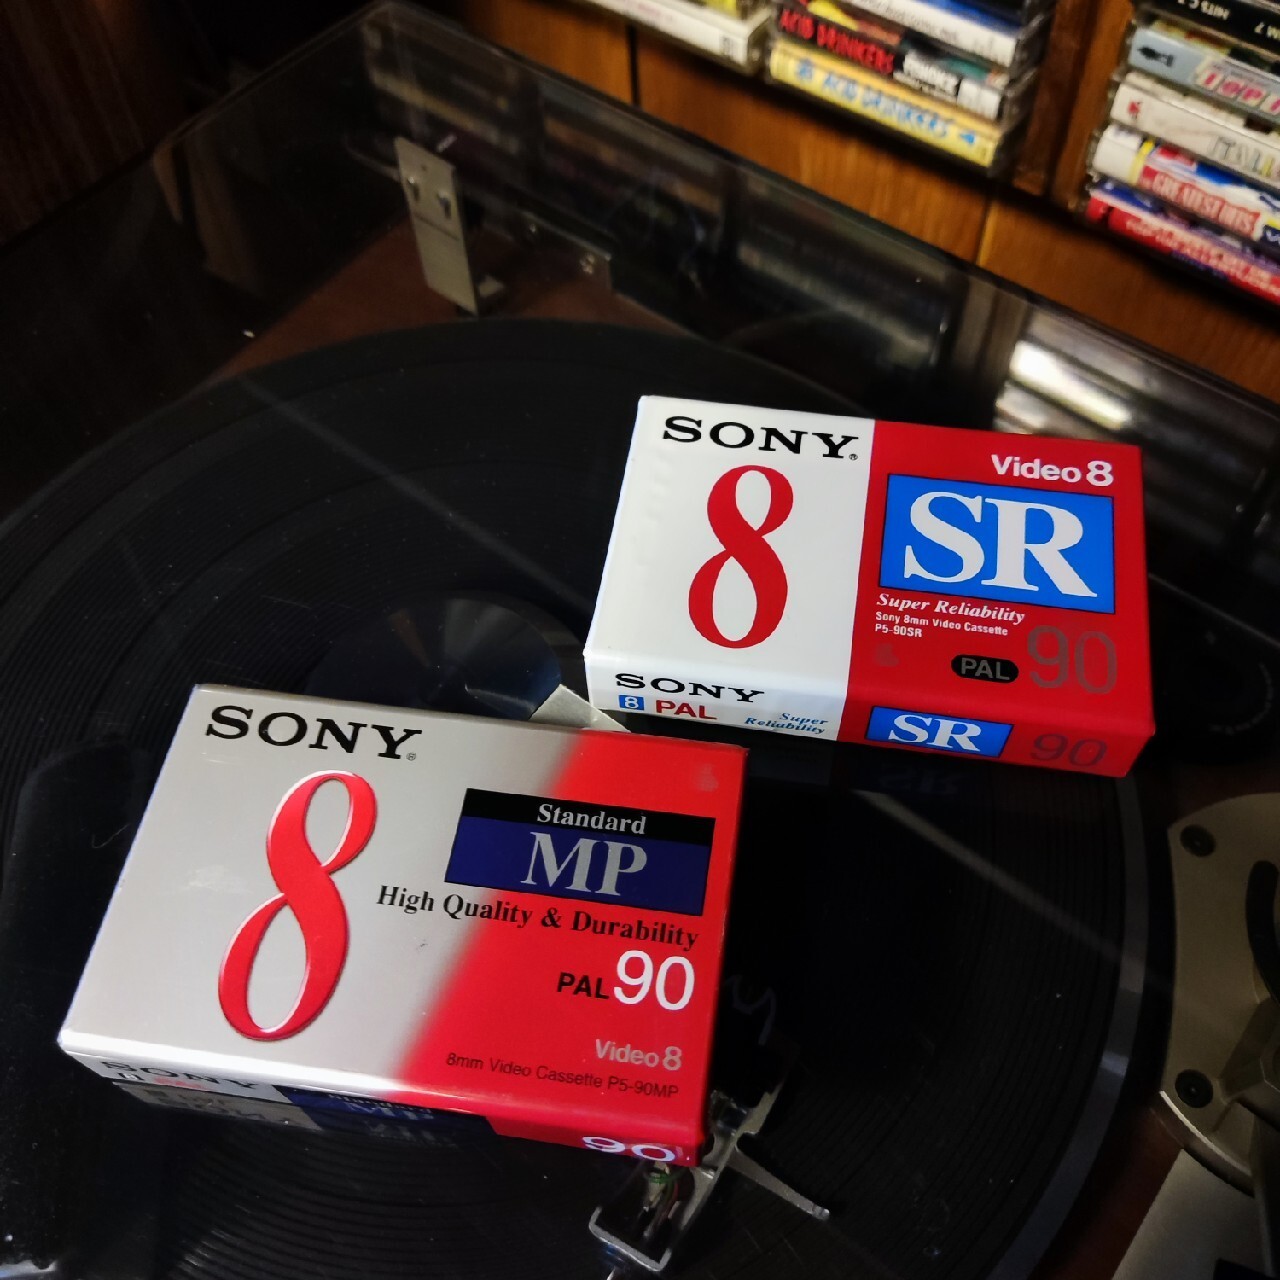 ACID DRINKERS
ACID DRINKERS
GREATEST HITS
SONY®
8
Video 8
SR
Super Reliability
Sony 8mm Video Cassette
P5-90SR
PAL
90
SONY
8 PAL
Super
Reliability
SR
90
SONY®
8
Standard
MP
High Quality & Durability
PAL 90
Video 8
8mm Video Cassette P5-90MP
SONY
90